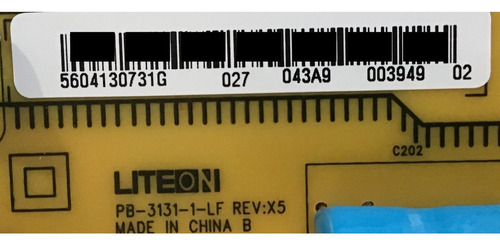 5604130731G 027 043A9 003949 02
C202
LITEON
PB-3131-1-LF REV:X5
MADE IN CHINA B